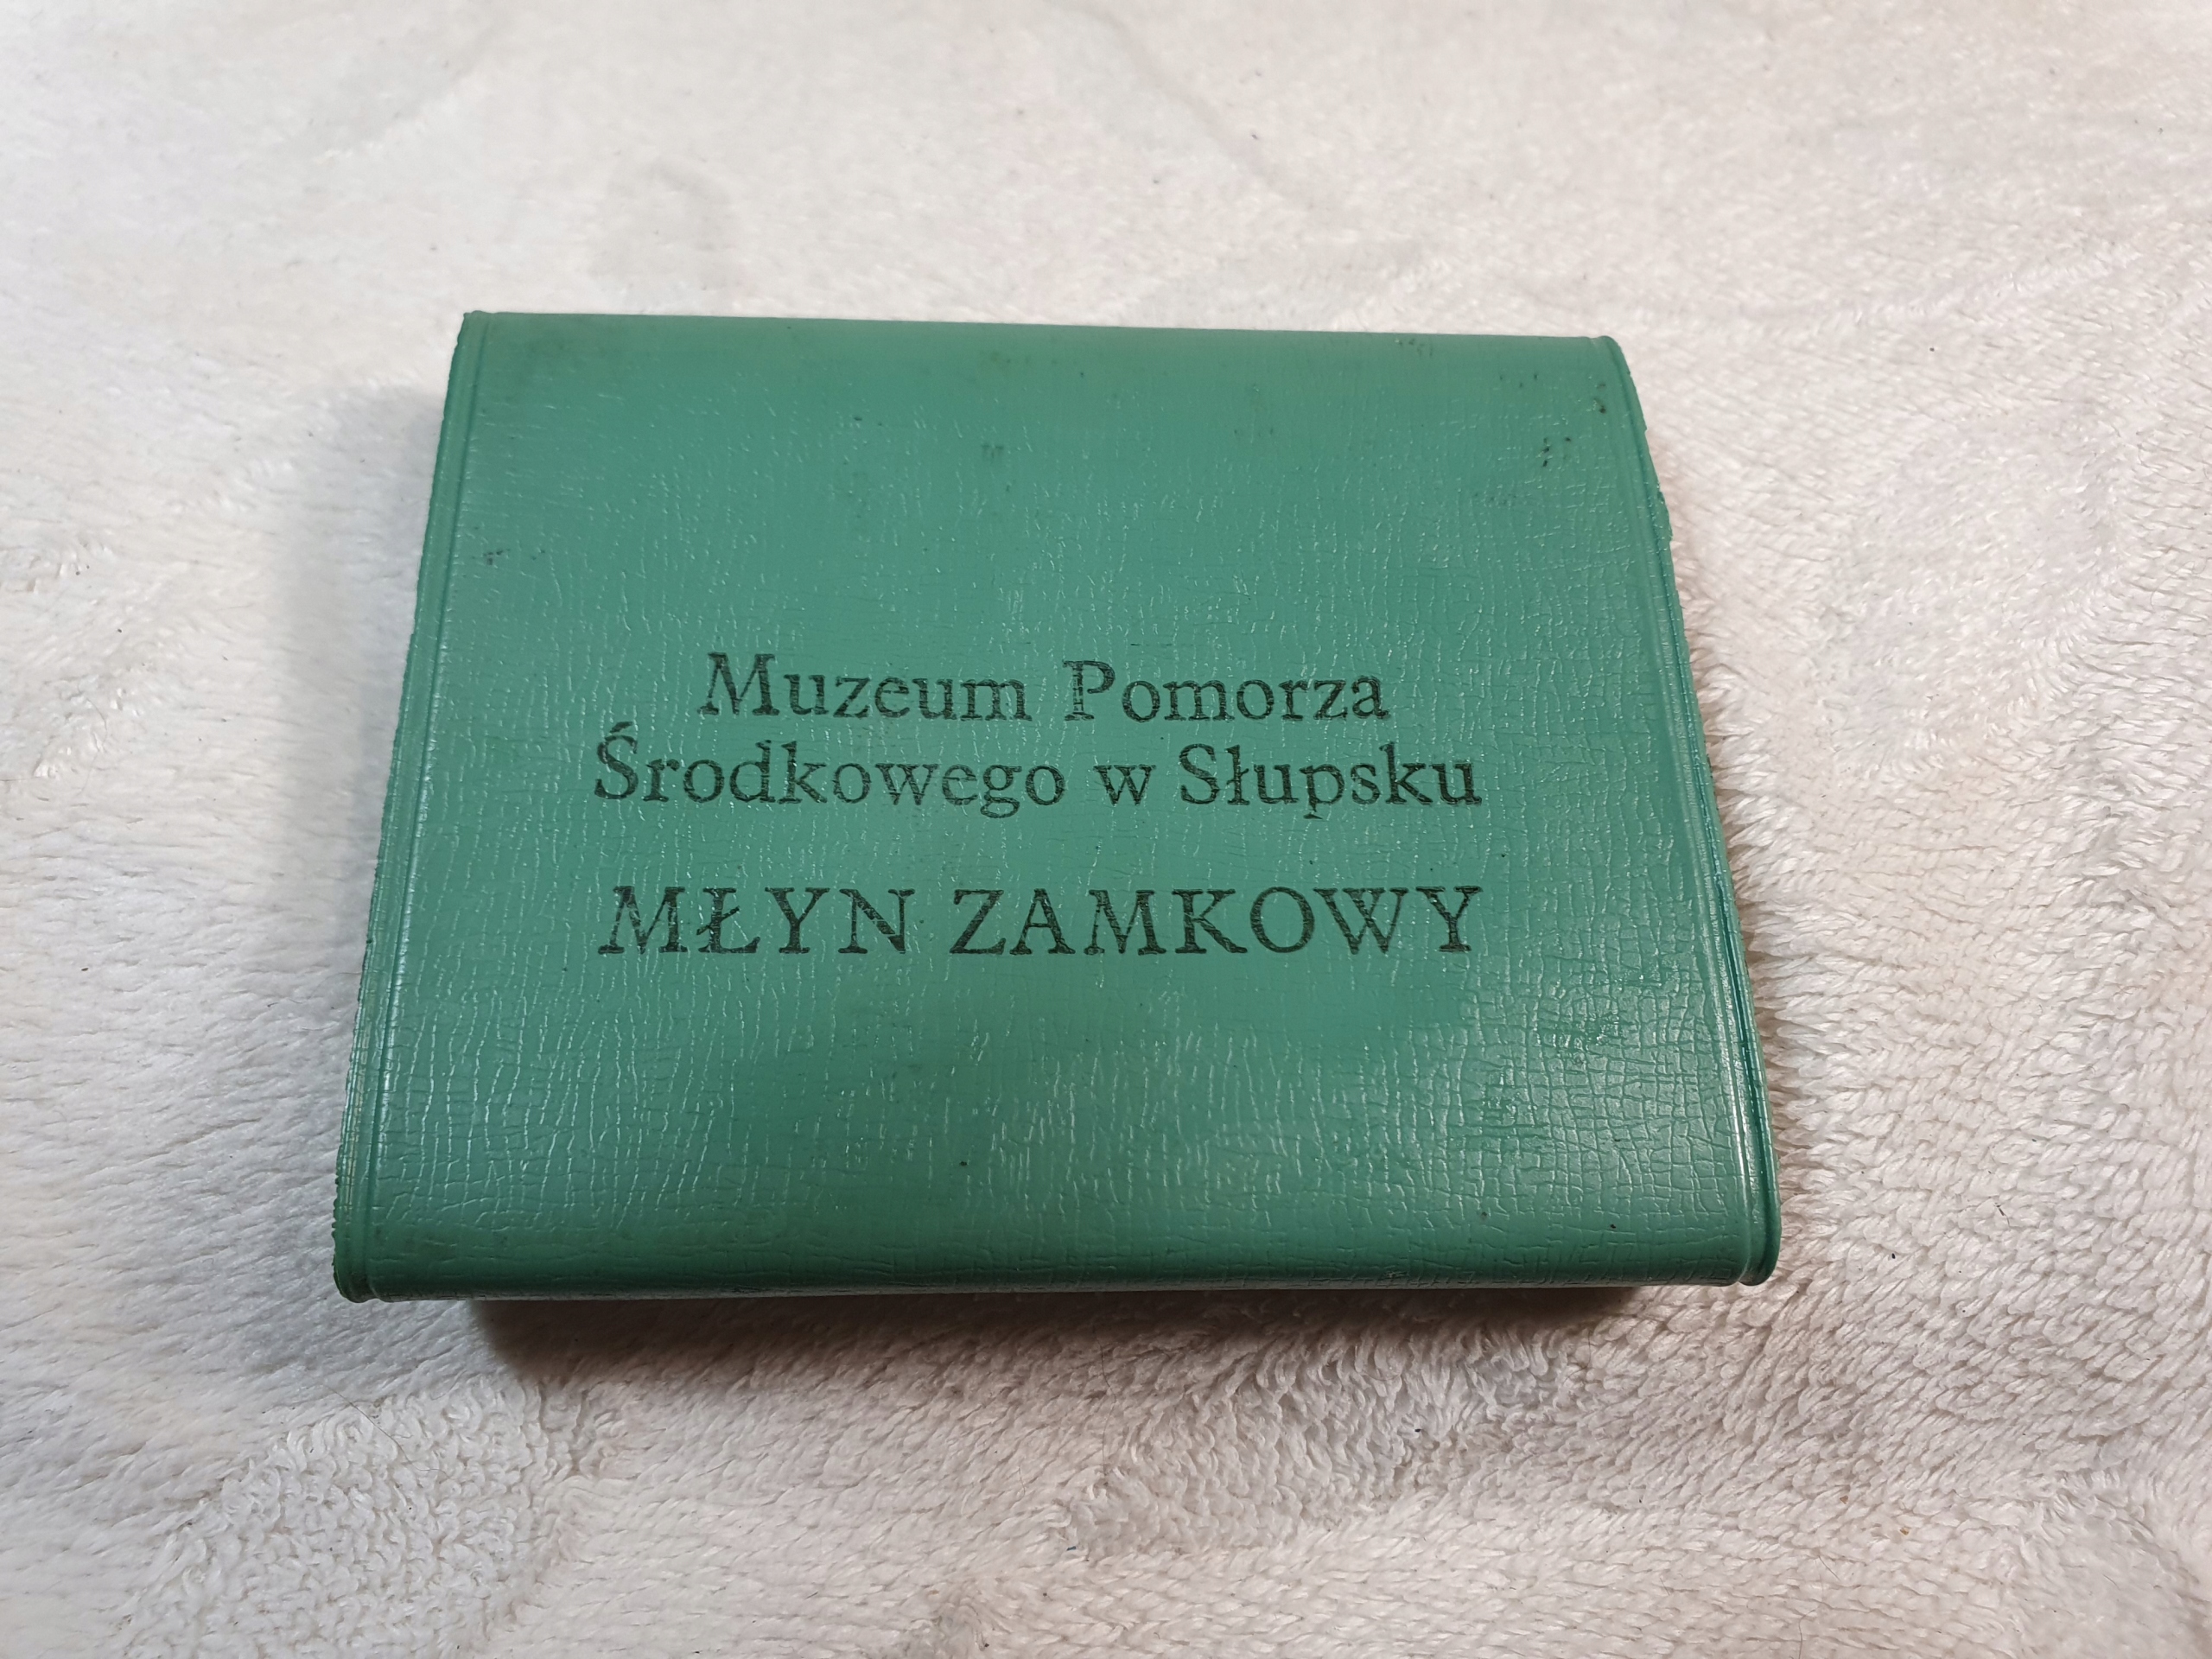 Muzeum Pomorza
Środkowego w Słupsku
MŁYN ZAMKOWY